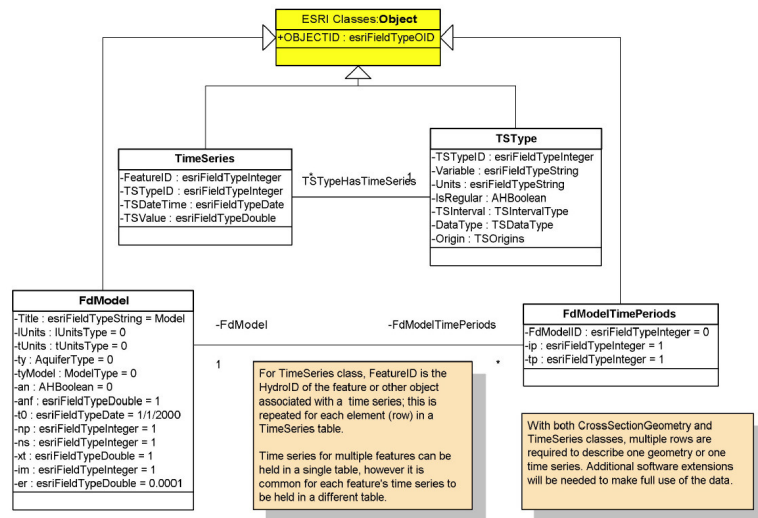 ESRI Classes:Object
+OBJECTID : esriFieldTypeOID
TimeSeries
-FeatureID : esriFieldTypeInteger
-TSTypeID : esriFieldTypeInteger
-TSDateTime : esriFieldTypeDate
-TSValue : esriFieldTypeDouble
* 1
TSTypeHasTimeSeries
TSType
-TSTypeID : esriFieldTypeInteger
-Variable : esriFieldTypeString
-Units : esriFieldTypeString
-IsRegular : AHBoolean
-TSInterval : TSIntervalType
-DataType : TSDataType
-Origin : TSOrigins
FdModel
-Title : esriFieldTypeString = Model
-lUnits : lUnitsType = 0
-tUnits : tUnitsType = 0
-ty : AquiferType = 0
-tyModel : ModelType = 0
-an : AHBoolean = 0
-anf : esriFieldTypeDouble = 1
-t0 : esriFieldTypeDate = 1/1/2000
-np : esriFieldTypeInteger = 1
-ns : esriFieldTypeInteger = 1
-xt : esriFieldTypeDouble = 1
-im : esriFieldTypeInteger = 1
-er : esriFieldTypeDouble = 0.0001
-FdModel
1
-FdModelTimePeriods
*
FdModelTimePeriods
-FdModelID : esriFieldTypeInteger = 0
-ip : esriFieldTypeInteger = 1
-tp : esriFieldTypeInteger = 1
For TimeSeries class, FeatureID is the
HydroID of the feature or other object
associated with a time series; this is
repeated for each element (row) in a
TimeSeries table.
Time series for multiple features can be
held in a single table, however it is
common for each feature's time series to
be held in a different table.
With both CrossSectionGeometry and
TimeSeries classes, multiple rows are
required to describe one geometry or one
time series. Additional software extensions
will be needed to make full use of the data.